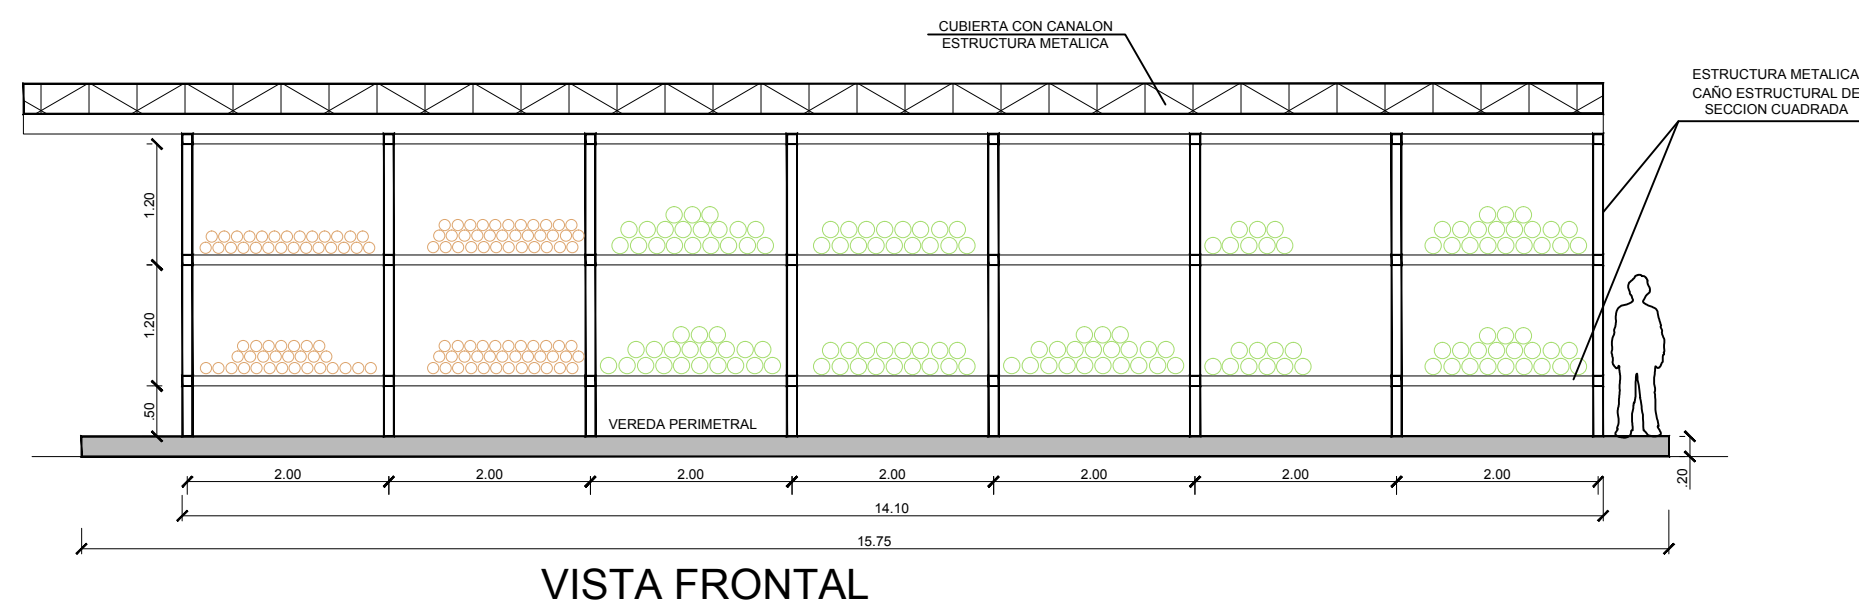 CUBIERTA CON CANALON
ESTRUCTURA METALICA
ESTRUCTURA METALICA
CAÑO ESTRUCTURAL DE
SECCION CUADRADA
1.20
1.20
.50
VEREDA PERIMETRAL
2.00 2.00 2.00 2.00 2.00 2.00 2.00
.20
14.10
15.75
VISTA FRONTAL